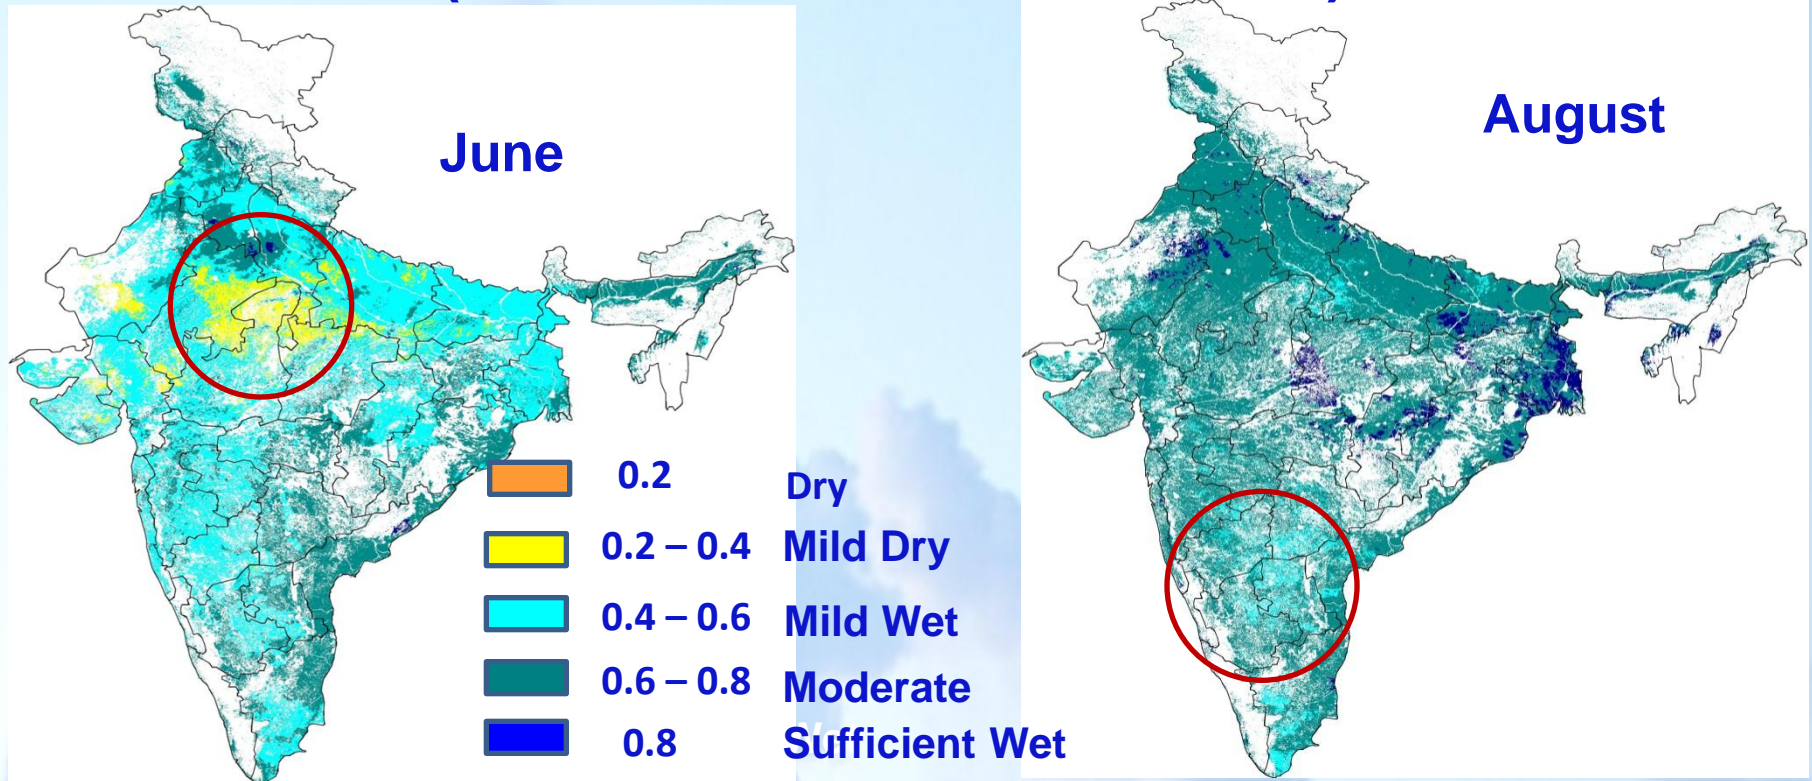 June
August
0.2 Dry
0.2 – 0.4 Mild Dry
0.4 – 0.6 Mild Wet
0.6 – 0.8 Moderate
0.8 Sufficient Wet